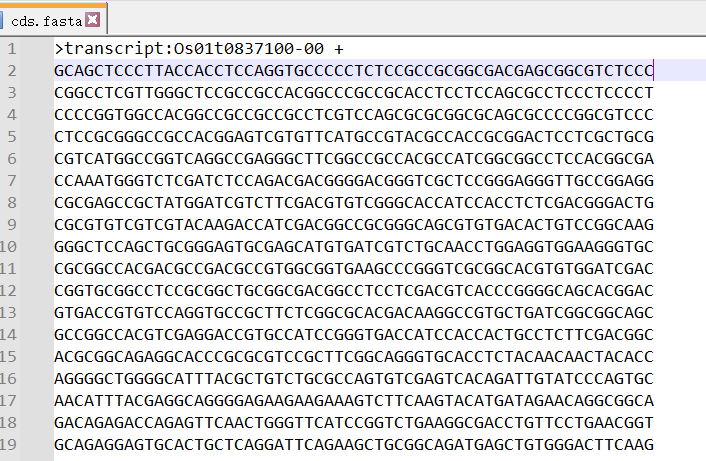 cds.fasta
1 >transcript:Os01t0837100-00 +
2 GCAGCTCCCTTACCACCTCCAGGTGCCCCCTCTCCGCCGCGGCGACGAGCGGCGTCTCCC
3 CGGCCTCGTTGGGCTCCGCCGCCACGGCCCGCCGCACCTCCTCCAGCGCCTCCCTCCCCT
4 CCCCGGTGGCCACGGCCGCCGCCGCCTCGTCCAGCGCGCGGCGCAGCGCCCCGGCGTCCC
5 CTCCGCGGGCCGCCACGGAGTCGTGTTCATGCCGTACGCCACCGCGGACTCCTCGCTGCG
6 CGTCATGGCCGGTCAGGCCGAGGGCTTCGGCCGCCACGCCATCGGCGGCCTCCACGGCGA
7 CCAAATGGGTCTCGATCTCCAGACGACGGGGACGGGTCGCTCCGGGAGGGTTGCCGGAGG
8 CGCGAGCCGCTATGGATCGTCTTCGACGTGTCGGGCACCATCCACCTCTCGACGGGACTG
9 CGCGTGTCGTCGTACAAGACCATCGACGGCCGCGGGCAGCGTGTGACACTGTCCGGCAAG
10 GGGCTCCAGCTGCGGGAGTGCGAGCATGTGATCGTCTGCAACCTGGAGGTGGAAGGGTGC
11 CGCGGCCACGACGCCGACGCCGTGGCGGTGAAGCCCGGGTCGCGGCACGTGTGGATCGAC
12 CGGTGCGGCCTCCGCGGCTGCGGCGACGGCCTCCTCGACGTCACCCGGGGCAGCACGGAC
13 GTGACCGTGTCCAGGTGCCGCTTCTCGGCGCACGACAAGGCCGTGCTGATCGGCGGCAGC
14 GCCGGCCACGTCGAGGACCGTGCCATCCGGGTGACCATCCACCACTGCCTCTTCGACGGC
15 ACGCGGCAGAGGCACCCGCGCGTCCGCTTCGGCAGGGTGCACCTCTACAACAACTACACC
16 AGGGGCTGGGGCATTTACGCTGTCTGCGCCAGTGTCGAGTCACAGATTGTATCCCAGTGC
17 AACATTTACGAGGCAGGGGAGAAGAAGAAAGTCTTCAAGTACATGATAGAACAGGCGGCA
18 GACAGAGACCAGAGTTCAACTGGGTTCATCCGGTCTGAAGGCGACCTGTTCCTGAACGGT
19 GCAGAGGAGTGCACTGCTCAGGATTCAGAAGCTGCGGCAGATGAGCTGTGGGACTTCAAG